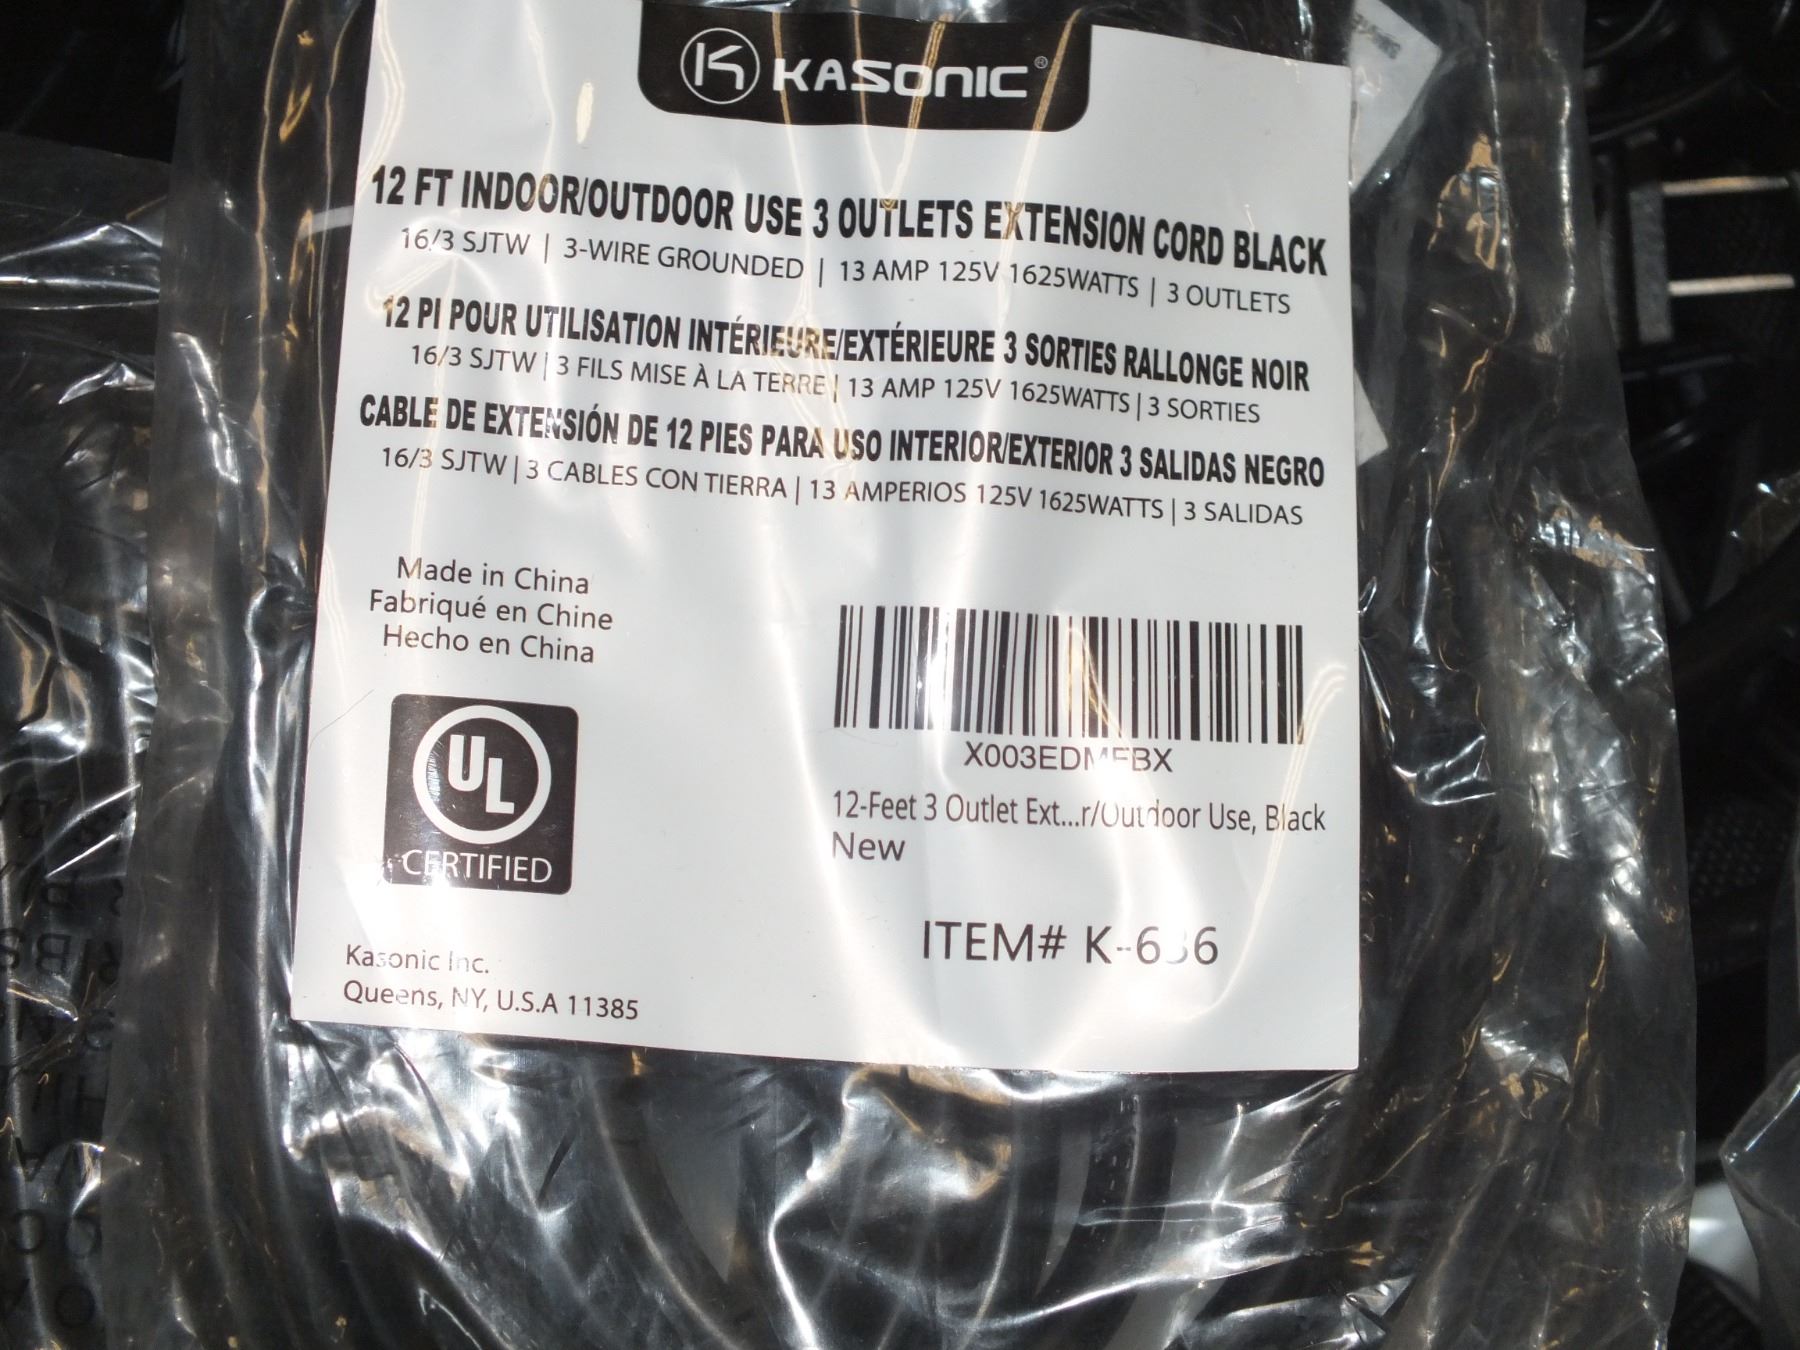 KASONIC®
12 FT INDOOR/OUTDOOR USE 3 OUTLETS EXTENSION CORD BLACK
16/3 SJTW | 3-WIRE GROUNDED | 13 AMP 125V 1625WATTS | 3 OUTLETS
12 PI POUR UTILISATION INTÉRIEURE/EXTÉRIEURE 3 SORTIES RALLONGE NOIR
16/3 SJTW | 3 FILS MISE À LA TERRE | 13 AMP 125V 1625WATTS | 3 SORTIES
CABLE DE EXTENSIÓN DE 12 PIES PARA USO INTERIOR/EXTERIOR 3 SALIDAS NEGRO
16/3 SJTW | 3 CABLES CON TIERRA | 13 AMPERIOS 125V 1625WATTS | 3 SALIDAS
Made in China
Fabriqué en Chine
Hecho en China
UL
CERTIFIED
12-Feet 3 Outlet Ext...r/Outdoor Use, Black
New
ITEM#
Kasonic Inc.
Queens, NY, U.S.A 11385